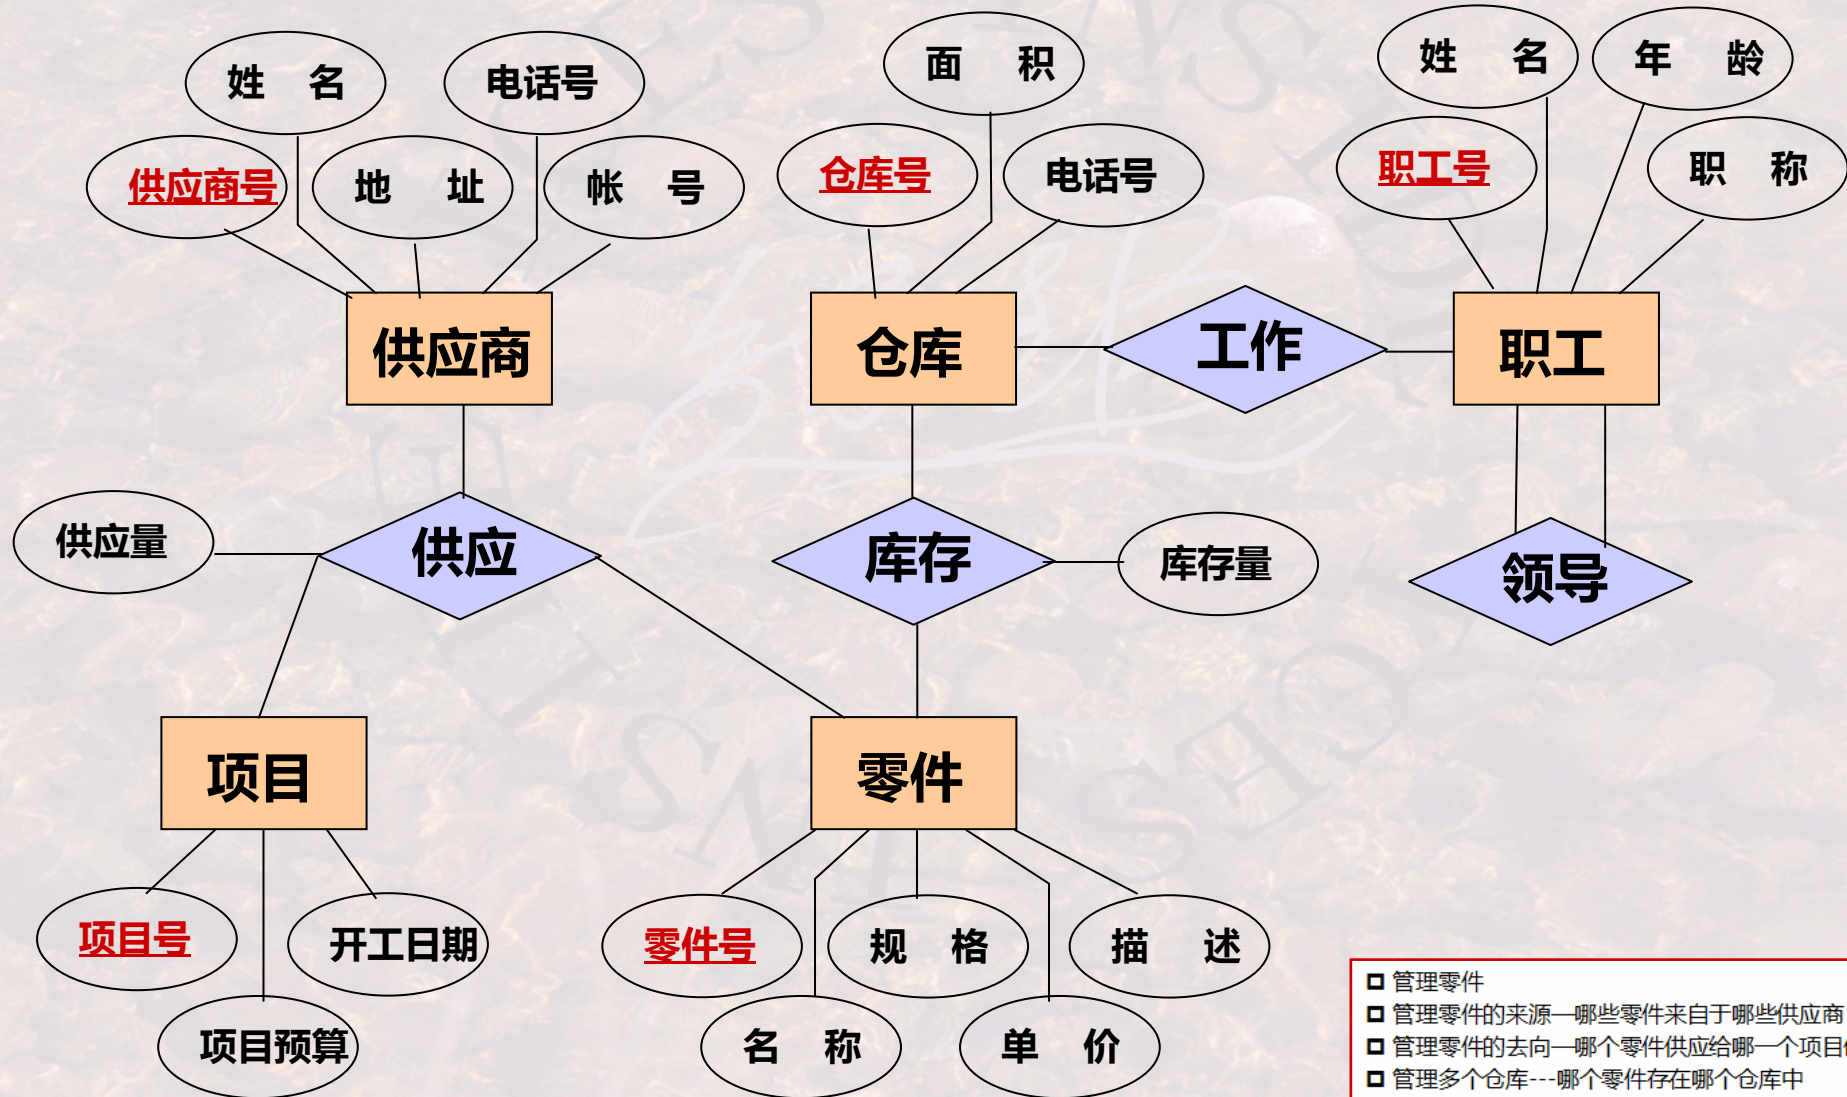 姓 名
电话号
面 积
姓 名
年 龄
供应商号
地 址
帐 号
仓库号
电话号
职工号
职 称
供应商
仓库
工作
职工
供应量
供应
库存
库存量
领导
项目
零件
项目号
开工日期
零件号
规 格
描 述
项目预算
名 称
单 价
管理零件
管理零件的来源—哪些零件来自于哪些供应商
管理零件的去向—哪个零件供应给哪一个项目
管理多个仓库---哪个零件存在哪个仓库中